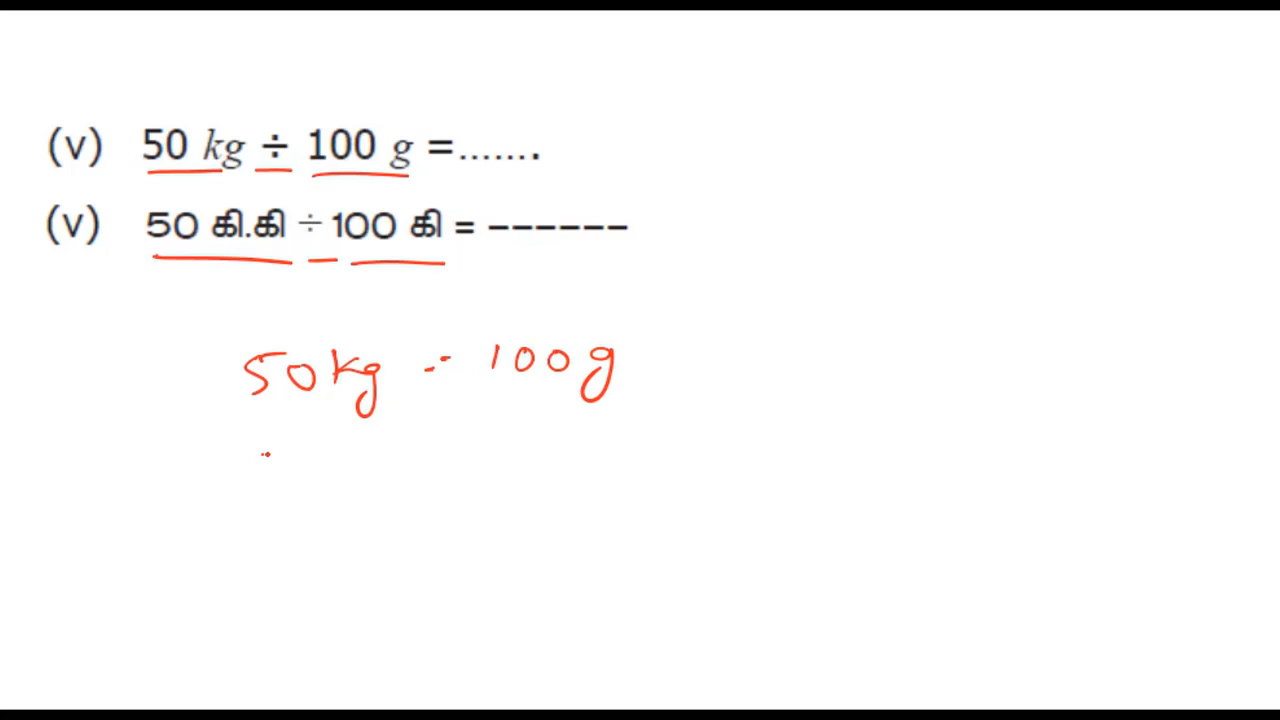 (v) 50 kg ÷ 100 g =.......
(v) 50 கி.கி ÷ 100 கி = ------
50kg ÷ 100g